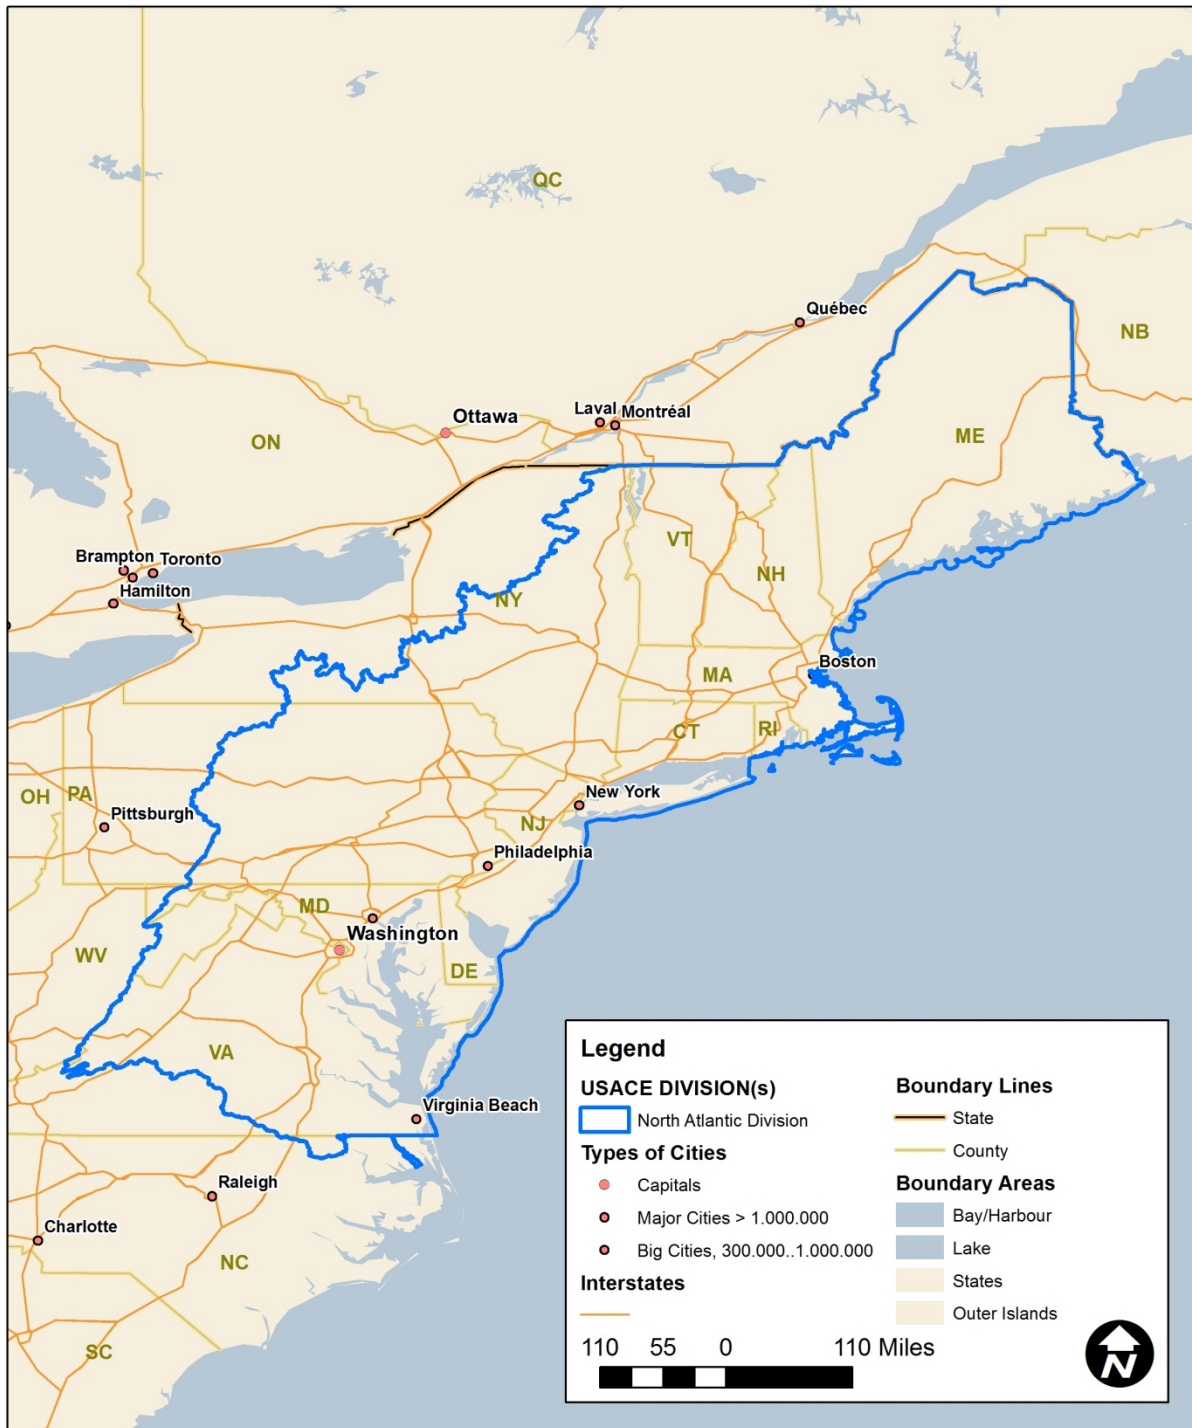 QC
Québec
NB
Ottawa
Laval
Montréal
ON
ME
VT
Brampton
Toronto
NH
Hamilton
NY
Boston
MA
CT
RI
OH
PA
New York
Pittsburgh
NJ
Philadelphia
MD
Washington
WV
DE
VA
Virginia Beach
Raleigh
Charlotte
NC
SC
Legend
USACE DIVISION(s)
North Atlantic Division
Types of Cities
Capitals
Major Cities > 1.000.000
Big Cities, 300.000..1.000.000
Interstates
Boundary Lines
State
County
Boundary Areas
Bay/Harbour
Lake
States
Outer Islands
110 55 0 110 Miles
N